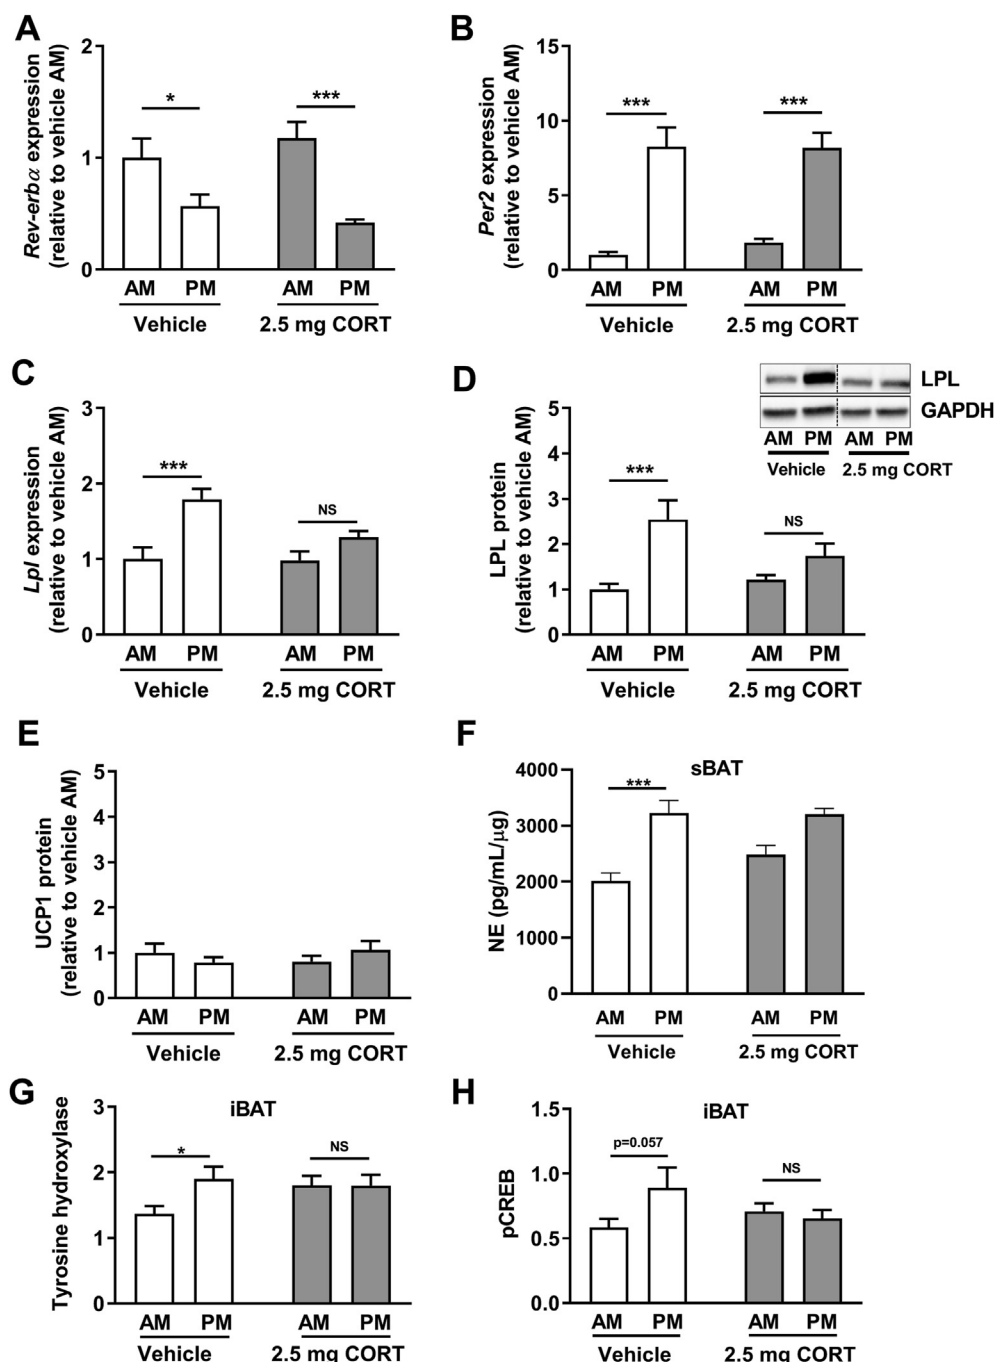 A
Rev-erbα expression
(relative to vehicle AM)
2
1
0
*
***
AM PM AM PM
Vehicle 2.5 mg CORT
B
Per2 expression
(relative to vehicle AM)
15
10
5
0
***
***
AM PM AM PM
Vehicle 2.5 mg CORT
C
Lpl expression
(relative to vehicle AM)
3
2
1
0
***
NS
AM PM AM PM
Vehicle 2.5 mg CORT
D
LPL
GAPDH
AM PM AM PM
Vehicle 2.5 mg CORT
LPL protein
(relative to vehicle AM)
5
4
3
2
1
0
***
NS
AM PM AM PM
Vehicle 2.5 mg CORT
E
UCP1 protein
(relative to vehicle AM)
5
4
3
2
1
0
AM PM AM PM
Vehicle 2.5 mg CORT
F
sBAT
NE (pg/mL/μg)
4000
3000
2000
1000
0
***
AM PM AM PM
Vehicle 2.5 mg CORT
G
iBAT
Tyrosine hydroxylase
3
2
1
0
*
NS
AM PM AM PM
Vehicle 2.5 mg CORT
H
iBAT
pCREB
1.5
1.0
0.5
0.0
p=0.057
NS
AM PM AM PM
Vehicle 2.5 mg CORT